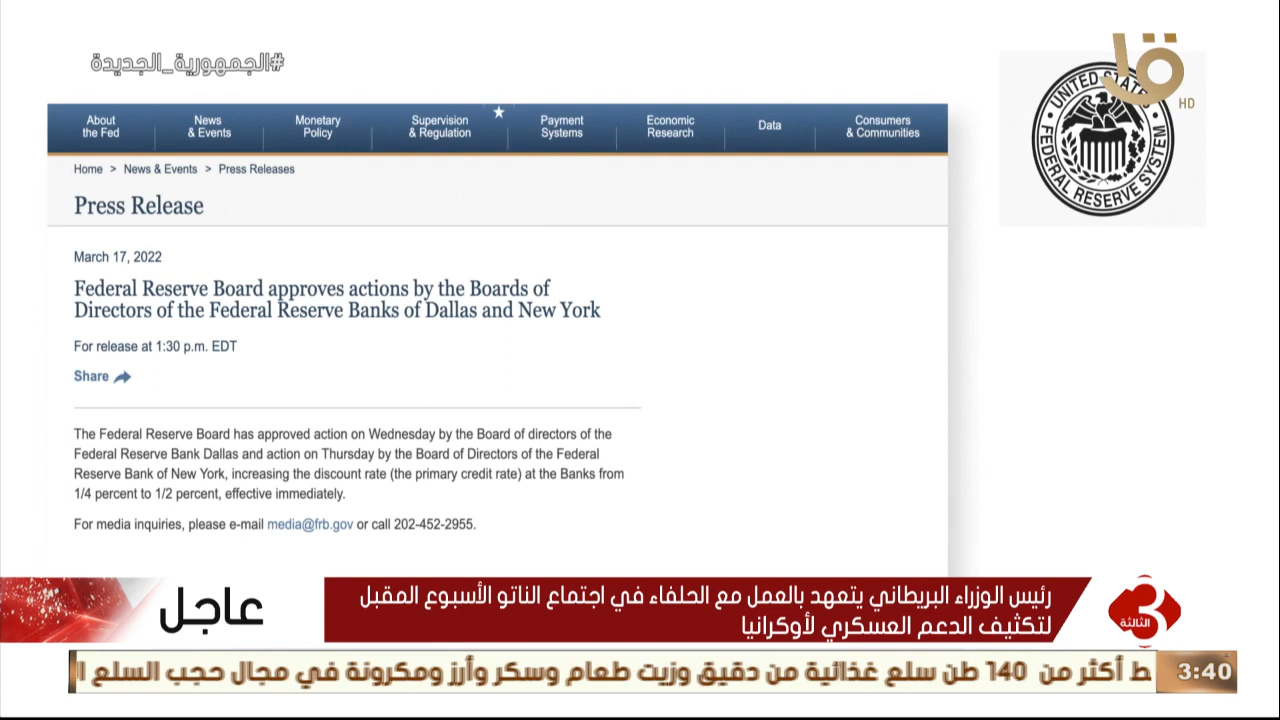 #الجمهورية_الجديدة
HD
UNITED STATES
FEDERAL RESERVE SYSTEM
About the Fed
News & Events
Monetary Policy
Supervision & Regulation
Payment Systems
Economic Research
Data
Consumers & Communities
Home > News & Events > Press Releases
Press Release
March 17, 2022
Federal Reserve Board approves actions by the Boards of
Directors of the Federal Reserve Banks of Dallas and New York
For release at 1:30 p.m. EDT
Share
The Federal Reserve Board has approved action on Wednesday by the Board of directors of the
Federal Reserve Bank Dallas and action on Thursday by the Board of Directors of the Federal
Reserve Bank of New York, increasing the discount rate (the primary credit rate) at the Banks from
1/4 percent to 1/2 percent, effective immediately.
For media inquiries, please e-mail media@frb.gov or call 202-452-2955.
3 الثالثة
رئيس الوزراء البريطاني يتعهد بالعمل مع الحلفاء في اجتماع الناتو الأسبوع المقبل
لتكثيف الدعم العسكري لأوكرانيا
عاجل
3:40
أكثر من 140 طن سلع غذائية من دقيق وزيت طعام وسكر وأرز ومكرونة في مجال حجب السلع